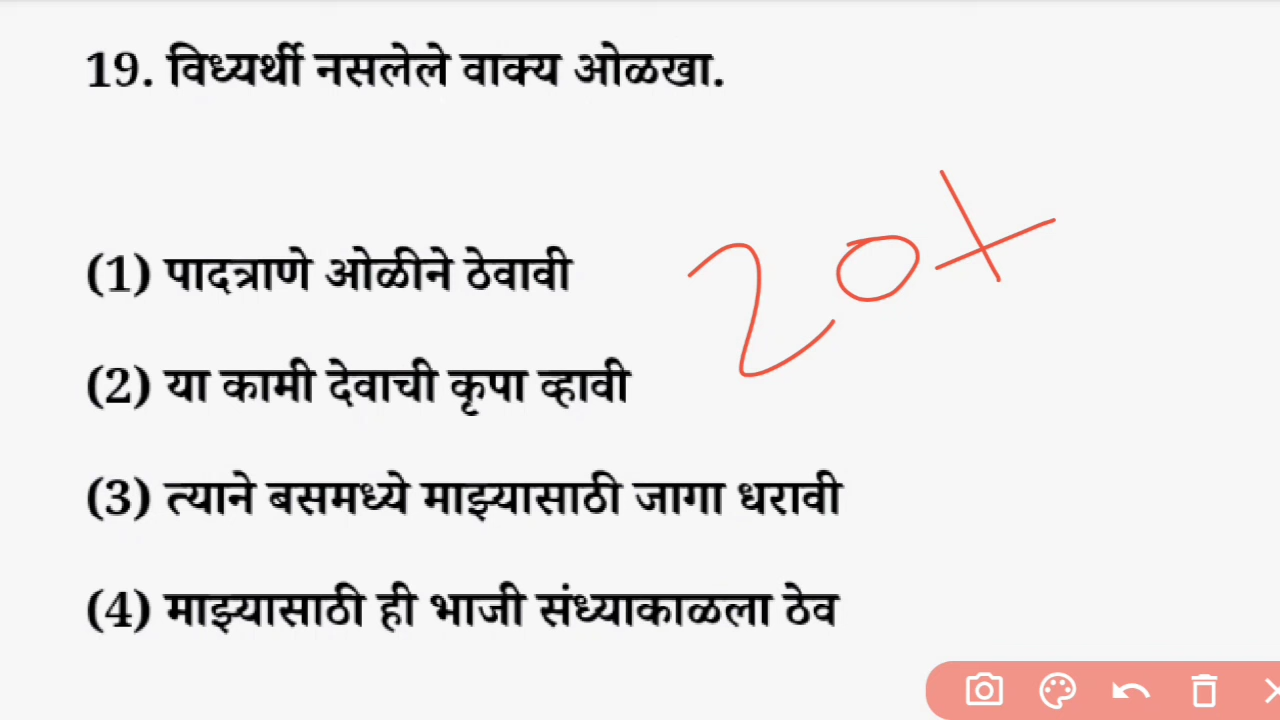 19. विध्यर्थी नसलेले वाक्य ओळखा.
(1) पादत्राणे ओळीने ठेवावी
20+
(2) या कामी देवाची कृपा व्हावी
(3) त्याने बसमध्ये माझ्यासाठी जागा धरावी
(4) माझ्यासाठी ही भाजी संध्याकाळला ठेव